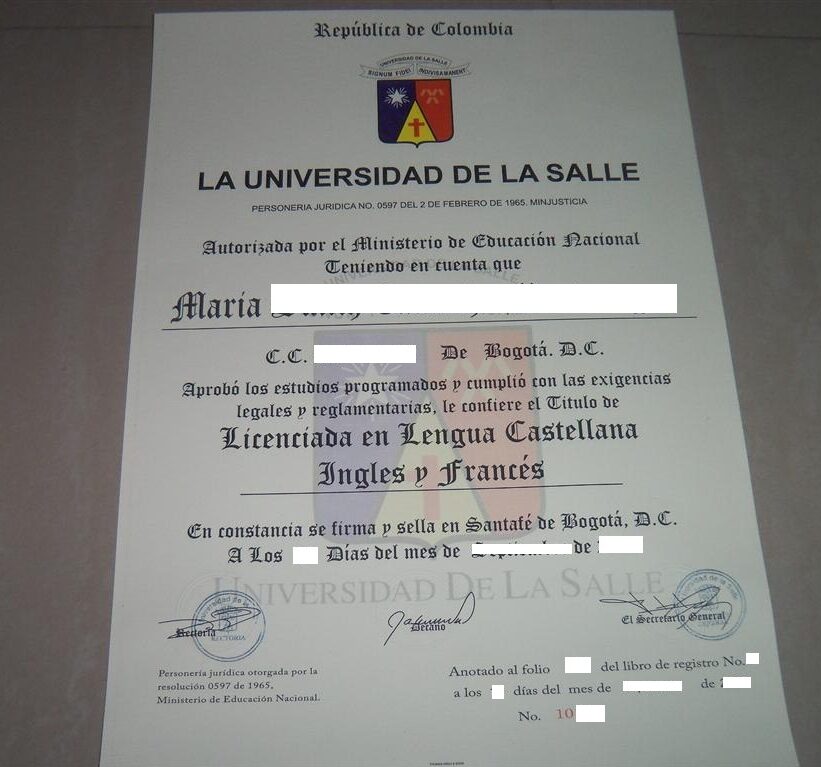 República de Colombia
UNIVERSIDAD DE LA SALLE
SIGNUM FIDEI INDIVISA MANENT
LA UNIVERSIDAD DE LA SALLE
PERSONERIA JURIDICA NO. 0597 DEL 2 DE FEBRERO DE 1965. MINJUSTICIA
Autorizada por el Ministerio de Educación Nacional
Teniendo en cuenta que
María
C.C. De Bogotá. D.C.
Aprobó los estudios programados y cumplió con las exigencias
legales y reglamentarias, le confiere el Titulo de
Licenciada en Lengua Castellana
Ingles y Francés
En constancia se firma y sella en Santafé de Bogotá, D.C.
A Los Días del mes de de
UNIVERSIDAD DE LA SALLE
Rectoría
RECTORIA
Decano
El Secretario General
Personería jurídica otorgada por la
resolución 0597 de 1965,
Ministerio de Educación Nacional.
Anotado al folio del libro de registro No.
a los días del mes de de
No. 10